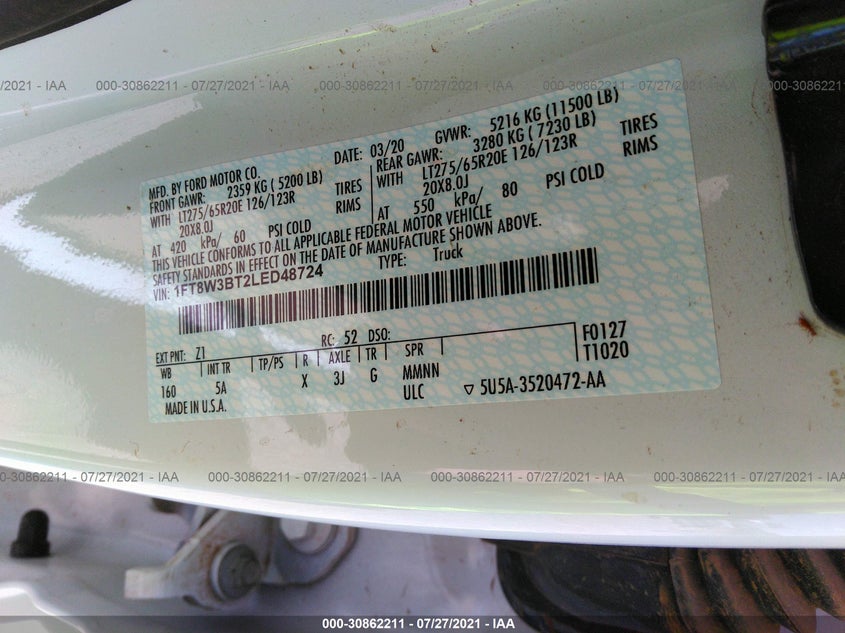 7/2021 - IAA 000-30862211 - 07/27/2021 - IAA 000-30862211 - 07/27/2021 - IAA 000-30862211 - 07/27/2021 - IAA
MFD. BY FORD MOTOR CO. DATE: 03/20 GVWR: 5216 KG (11500 LB)
FRONT GAWR: 2359 KG ( 5200 LB) REAR GAWR: 3280 KG ( 7230 LB)
WITH LT275/65R20E 126/123R TIRES WITH LT275/65R20E 126/123R TIRES
20X8.0J RIMS 20X8.0J RIMS
AT 420 kPa/ 60 PSI COLD AT 550 kPa/ 80 PSI COLD
THIS VEHICLE CONFORMS TO ALL APPLICABLE FEDERAL MOTOR VEHICLE
SAFETY STANDARDS IN EFFECT ON THE DATE OF MANUFACTURE SHOWN ABOVE.
VIN: 1FT8W3BT2LED48724 TYPE: Truck
EXT PNT: Z1 RC: 52 DSO: F0127
WB INT TR TP/PS R AXLE TR SPR T1020
160 5A X 3J G MMNN
ULC ▽ 5U5A-3520472-AA
MADE IN U.S.A.
07/27/2021 - IAA 000-30862211 - 07/27/2021 - IAA 000-30862211 - 07/27/2021 - IAA 000-30862211 - 07/27/2021 - IAA
000-30862211 - 07/27/2021 - IAA